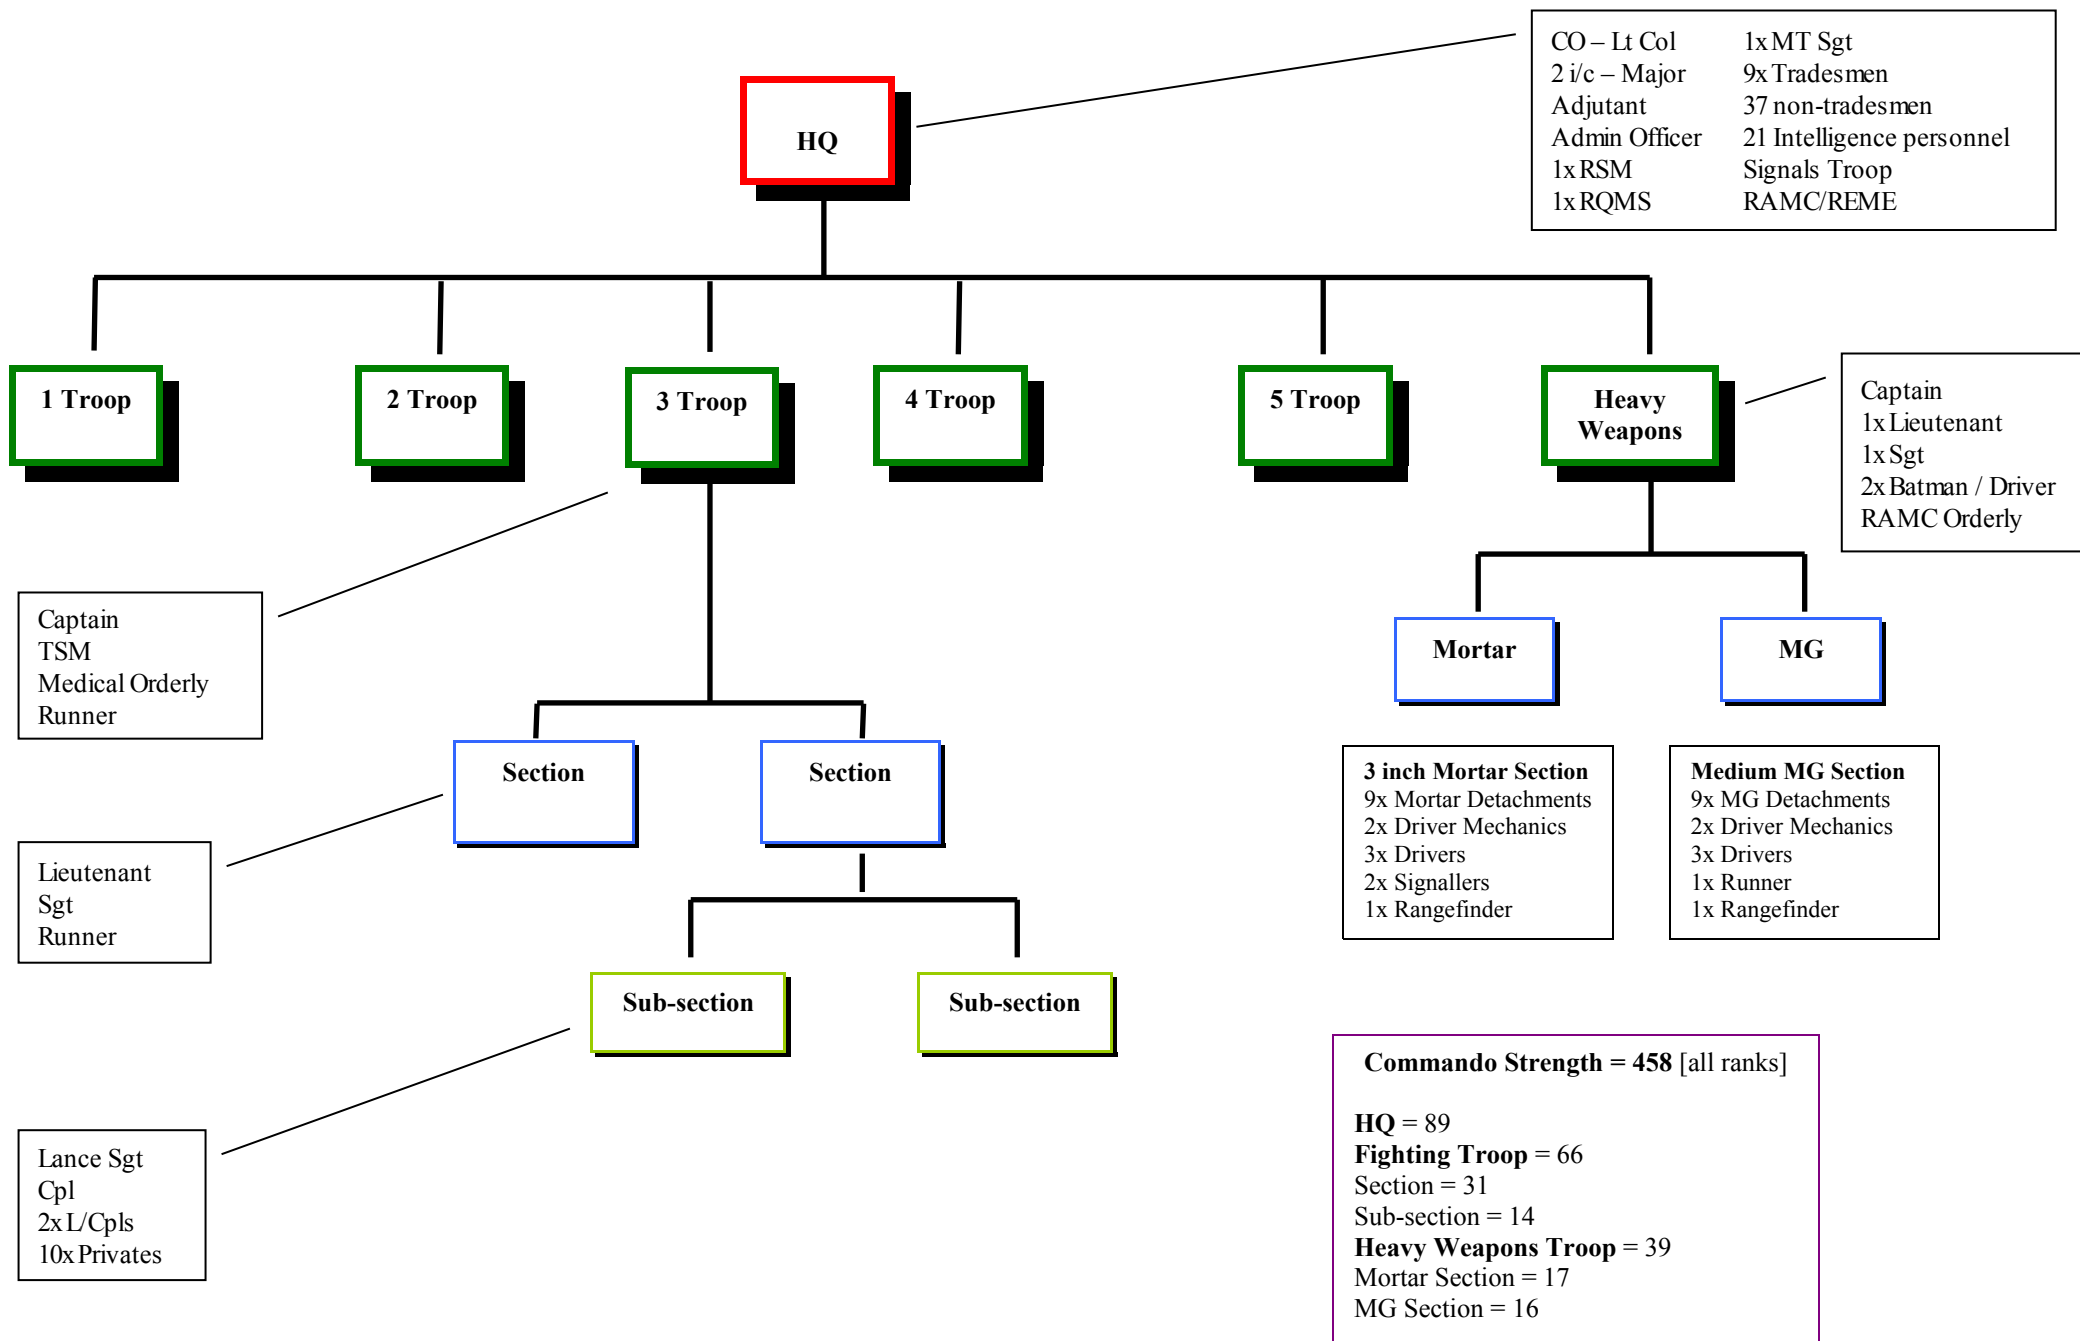 CO – Lt Col
2 i/c – Major
Adjutant
Admin Officer
1x RSM
1x RQMS
1x MT Sgt
9x Tradesmen
37 non-tradesmen
21 Intelligence personnel
Signals Troop
RAMC/REME
HQ
1 Troop
2 Troop
3 Troop
4 Troop
5 Troop
Heavy
Weapons
Captain
1x Lieutenant
1x Sgt
2x Batman / Driver
RAMC Orderly
Captain
TSM
Medical Orderly
Runner
Mortar
MG
Section
Section
3 inch Mortar Section
9x Mortar Detachments
2x Driver Mechanics
3x Drivers
2x Signallers
1x Rangefinder
Medium MG Section
9x MG Detachments
2x Driver Mechanics
3x Drivers
1x Runner
1x Rangefinder
Lieutenant
Sgt
Runner
Sub-section
Sub-section
Lance Sgt
Cpl
2x L/Cpls
10x Privates
Commando Strength = 458 [all ranks]
HQ = 89
Fighting Troop = 66
Section = 31
Sub-section = 14
Heavy Weapons Troop = 39
Mortar Section = 17
MG Section = 16